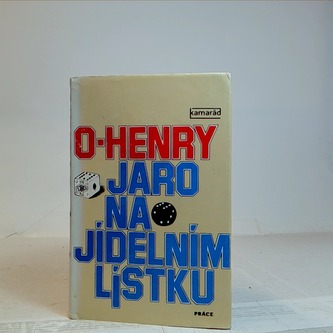 kamarád
O·HENRY
JARO
NA
JÍDELNÍM
LÍSTKU
PRÁCE